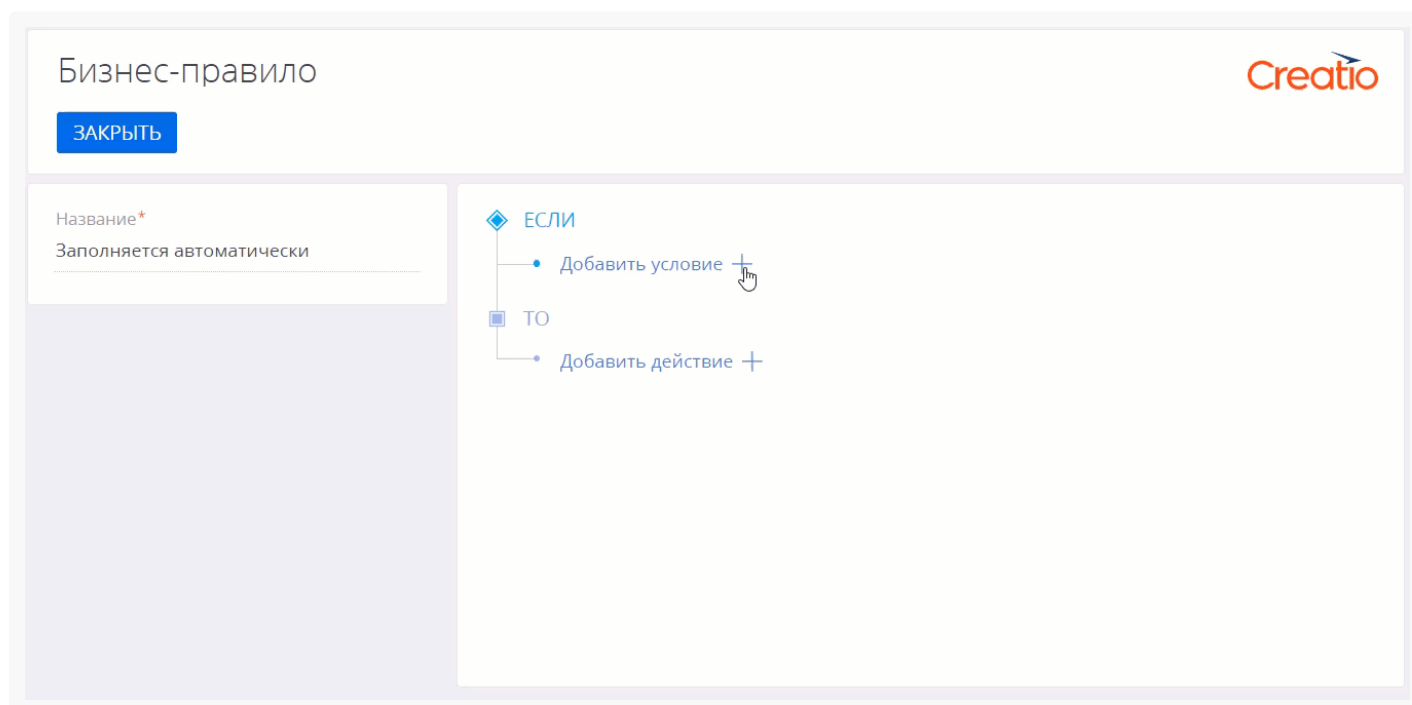 Бизнес-правило
Creatio
ЗАКРЫТЬ
Название*
Заполняется автоматически
ЕСЛИ
Добавить условие
ТО
Добавить действие